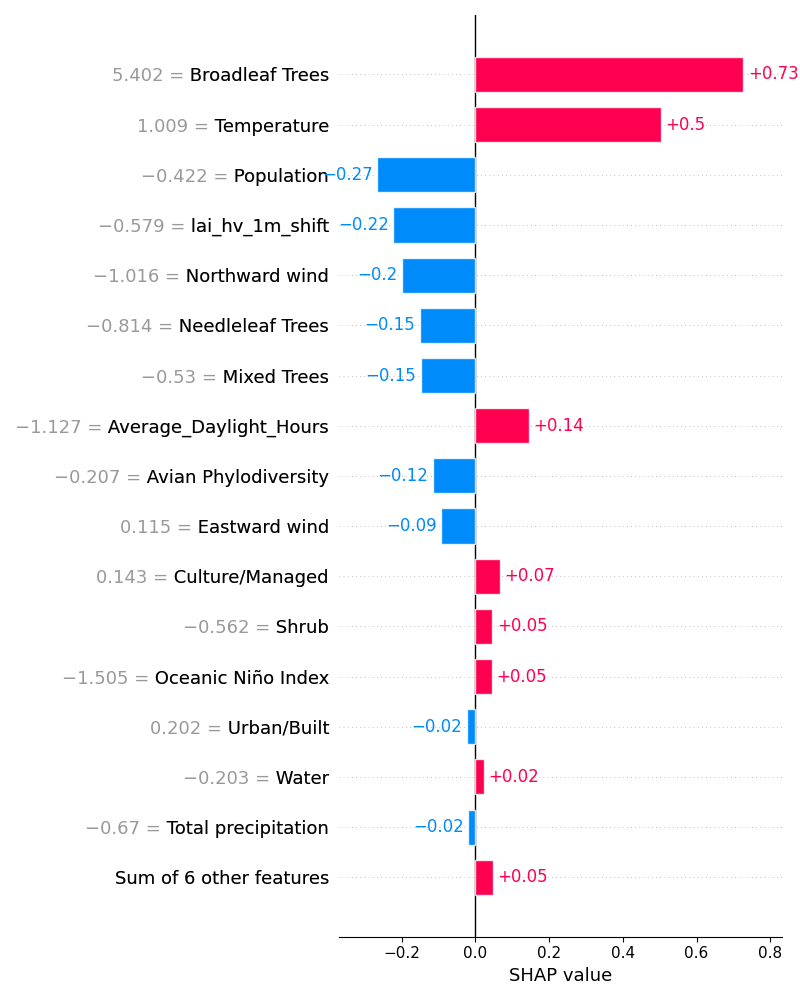 5.402 = Broadleaf Trees +0.73
1.009 = Temperature +0.5
−0.422 = Population −0.27
−0.579 = lai_hv_1m_shift −0.22
−1.016 = Northward wind −0.2
−0.814 = Needleleaf Trees −0.15
−0.53 = Mixed Trees −0.15
−1.127 = Average_Daylight_Hours +0.14
−0.207 = Avian Phylodiversity −0.12
0.115 = Eastward wind −0.09
0.143 = Culture/Managed +0.07
−0.562 = Shrub +0.05
−1.505 = Oceanic Niño Index +0.05
0.202 = Urban/Built −0.02
−0.203 = Water +0.02
−0.67 = Total precipitation −0.02
Sum of 6 other features +0.05
−0.2 0.0 0.2 0.4 0.6 0.8
SHAP value